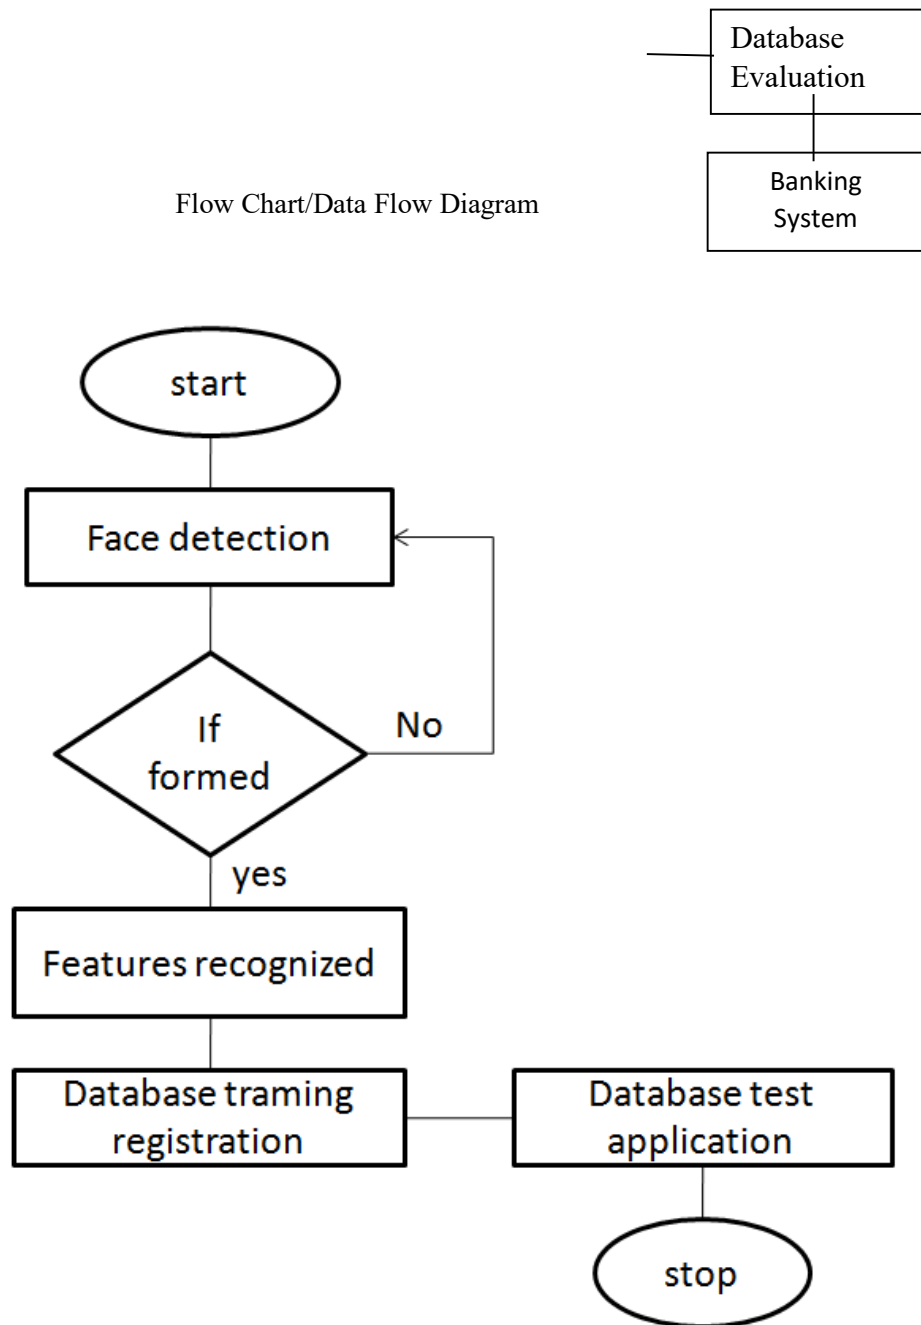 Database
Evaluation
Banking
System
Flow Chart/Data Flow Diagram
start
Face detection
If
formed
No
yes
Features recognized
Database traming
registration
Database test
application
stop